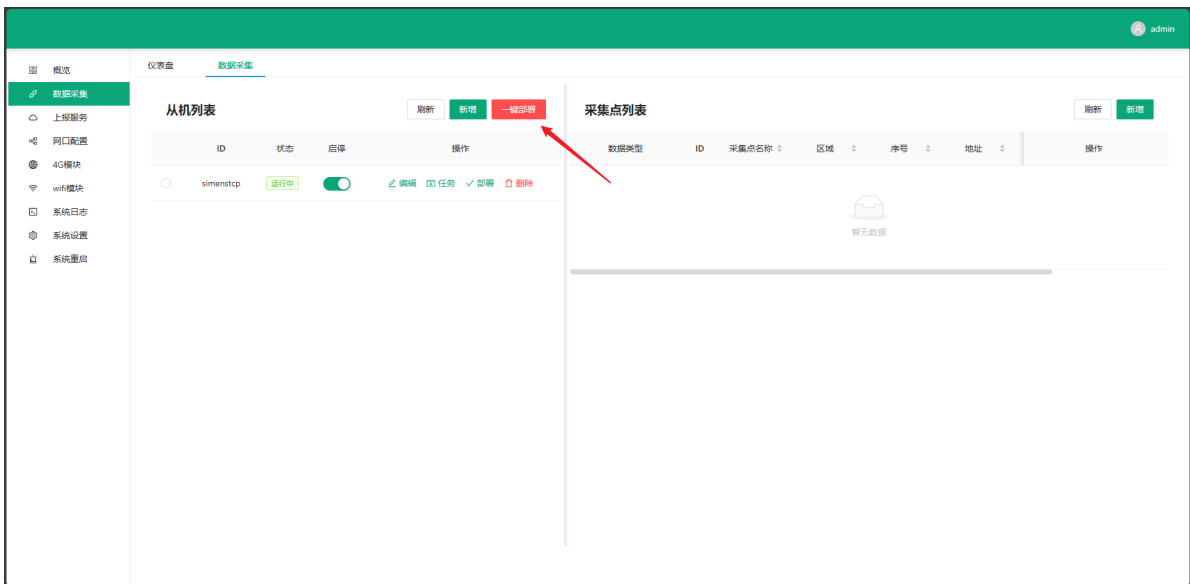 admin
概览
数据采集
上报服务
网口配置
4G模块
wifi模块
系统日志
系统设置
系统重启
仪表盘 数据采集
从机列表 刷新 新增 一键部署
ID 状态 启停 操作
simenstcp 运行中 编辑 任务 部署 删除
采集点列表 刷新 新增
数据类型 ID 采集点名称 区域 序号 地址 操作
暂无数据